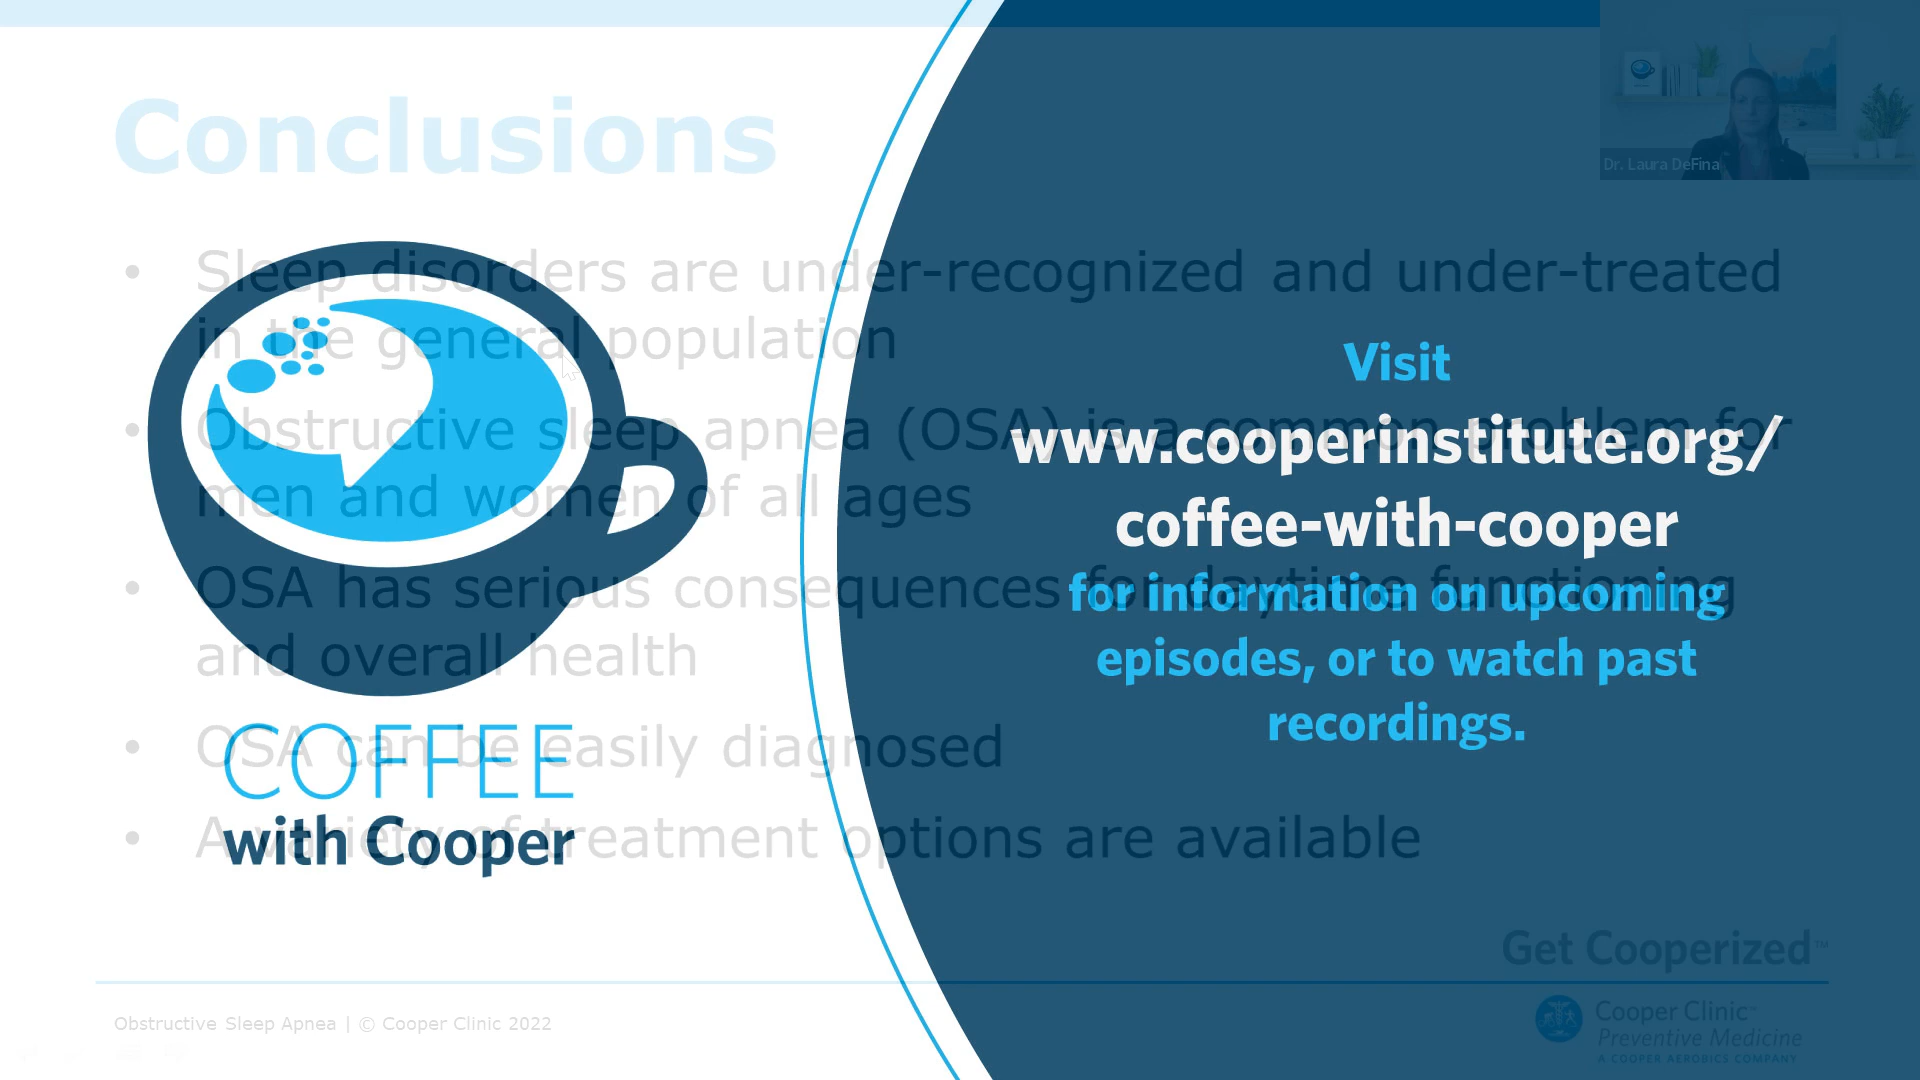 Conclusions
Dr. Laura DeFina
• Sleep disorders are under-recognized and under-treated
in the general population
• Obstructive sleep apnea (OSA) is a common problem for
men and women of all ages
• OSA has serious consequences for daytime functioning
and overall health
• OSA can be easily diagnosed
• A variety of treatment options are available
COFFEE
with Cooper
Visit
www.cooperinstitute.org/
coffee-with-cooper
for information on upcoming
episodes, or to watch past
recordings.
Get Cooperized™
Obstructive Sleep Apnea | © Cooper Clinic 2022
Cooper Clinic™
Preventive Medicine
A COOPER AEROBICS COMPANY